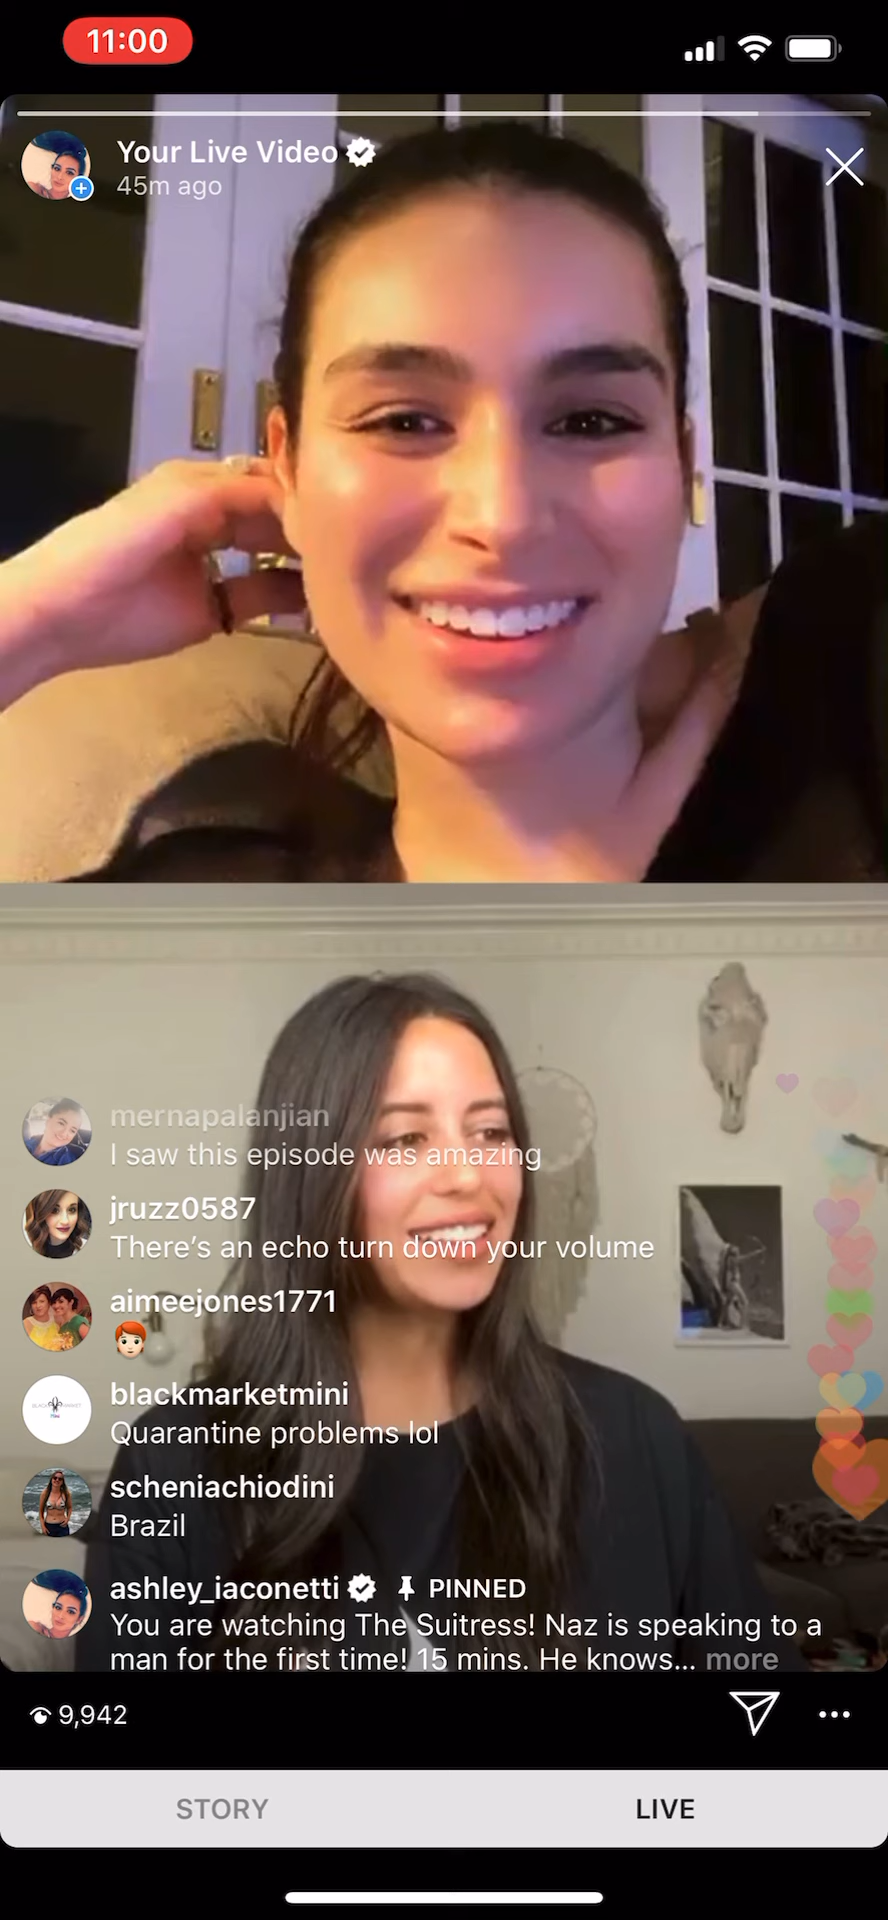 11:00
Your Live Video
45m ago
mernapalanjian
I saw this episode was amazing
jruzz0587
There's an echo turn down your volume
aimeejones1771
blackmarketmini
Quarantine problems lol
scheniachiodini
Brazil
ashley_iaconetti PINNED
You are watching The Suitress! Naz is speaking to a
man for the first time! 15 mins. He knows... more
9,942
STORY LIVE